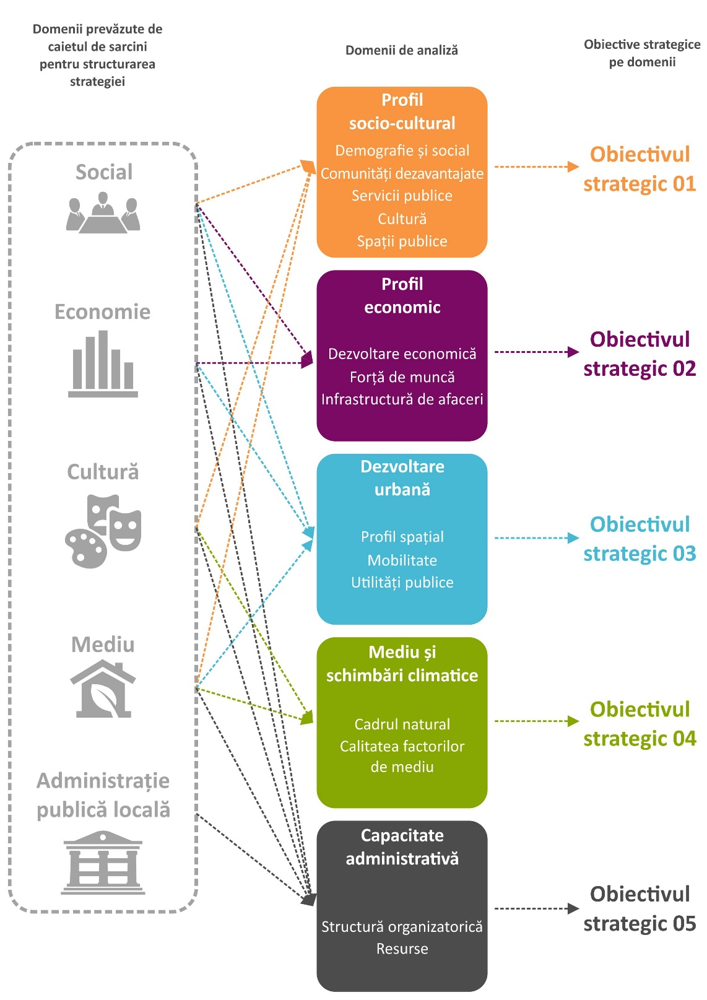 Domenii prevăzute de
caietul de sarcini
pentru structurarea
strategiei
Social
Economie
Cultură
Mediu
Administrație
publică locală
Domenii de analiză
Profil
socio-cultural
Demografie și social
Comunități dezavantajate
Servicii publice
Cultură
Spații publice
Profil
economic
Dezvoltare economică
Forță de muncă
Infrastructură de afaceri
Dezvoltare
urbană
Profil spațial
Mobilitate
Utilități publice
Mediu și
schimbări climatice
Cadrul natural
Calitatea factorilor
de mediu
Capacitate
administrativă
Structură organizatorică
Resurse
Obiective strategice
pe domenii
Obiectivul
strategic 01
Obiectivul
strategic 02
Obiectivul
strategic 03
Obiectivul
strategic 04
Obiectivul
strategic 05